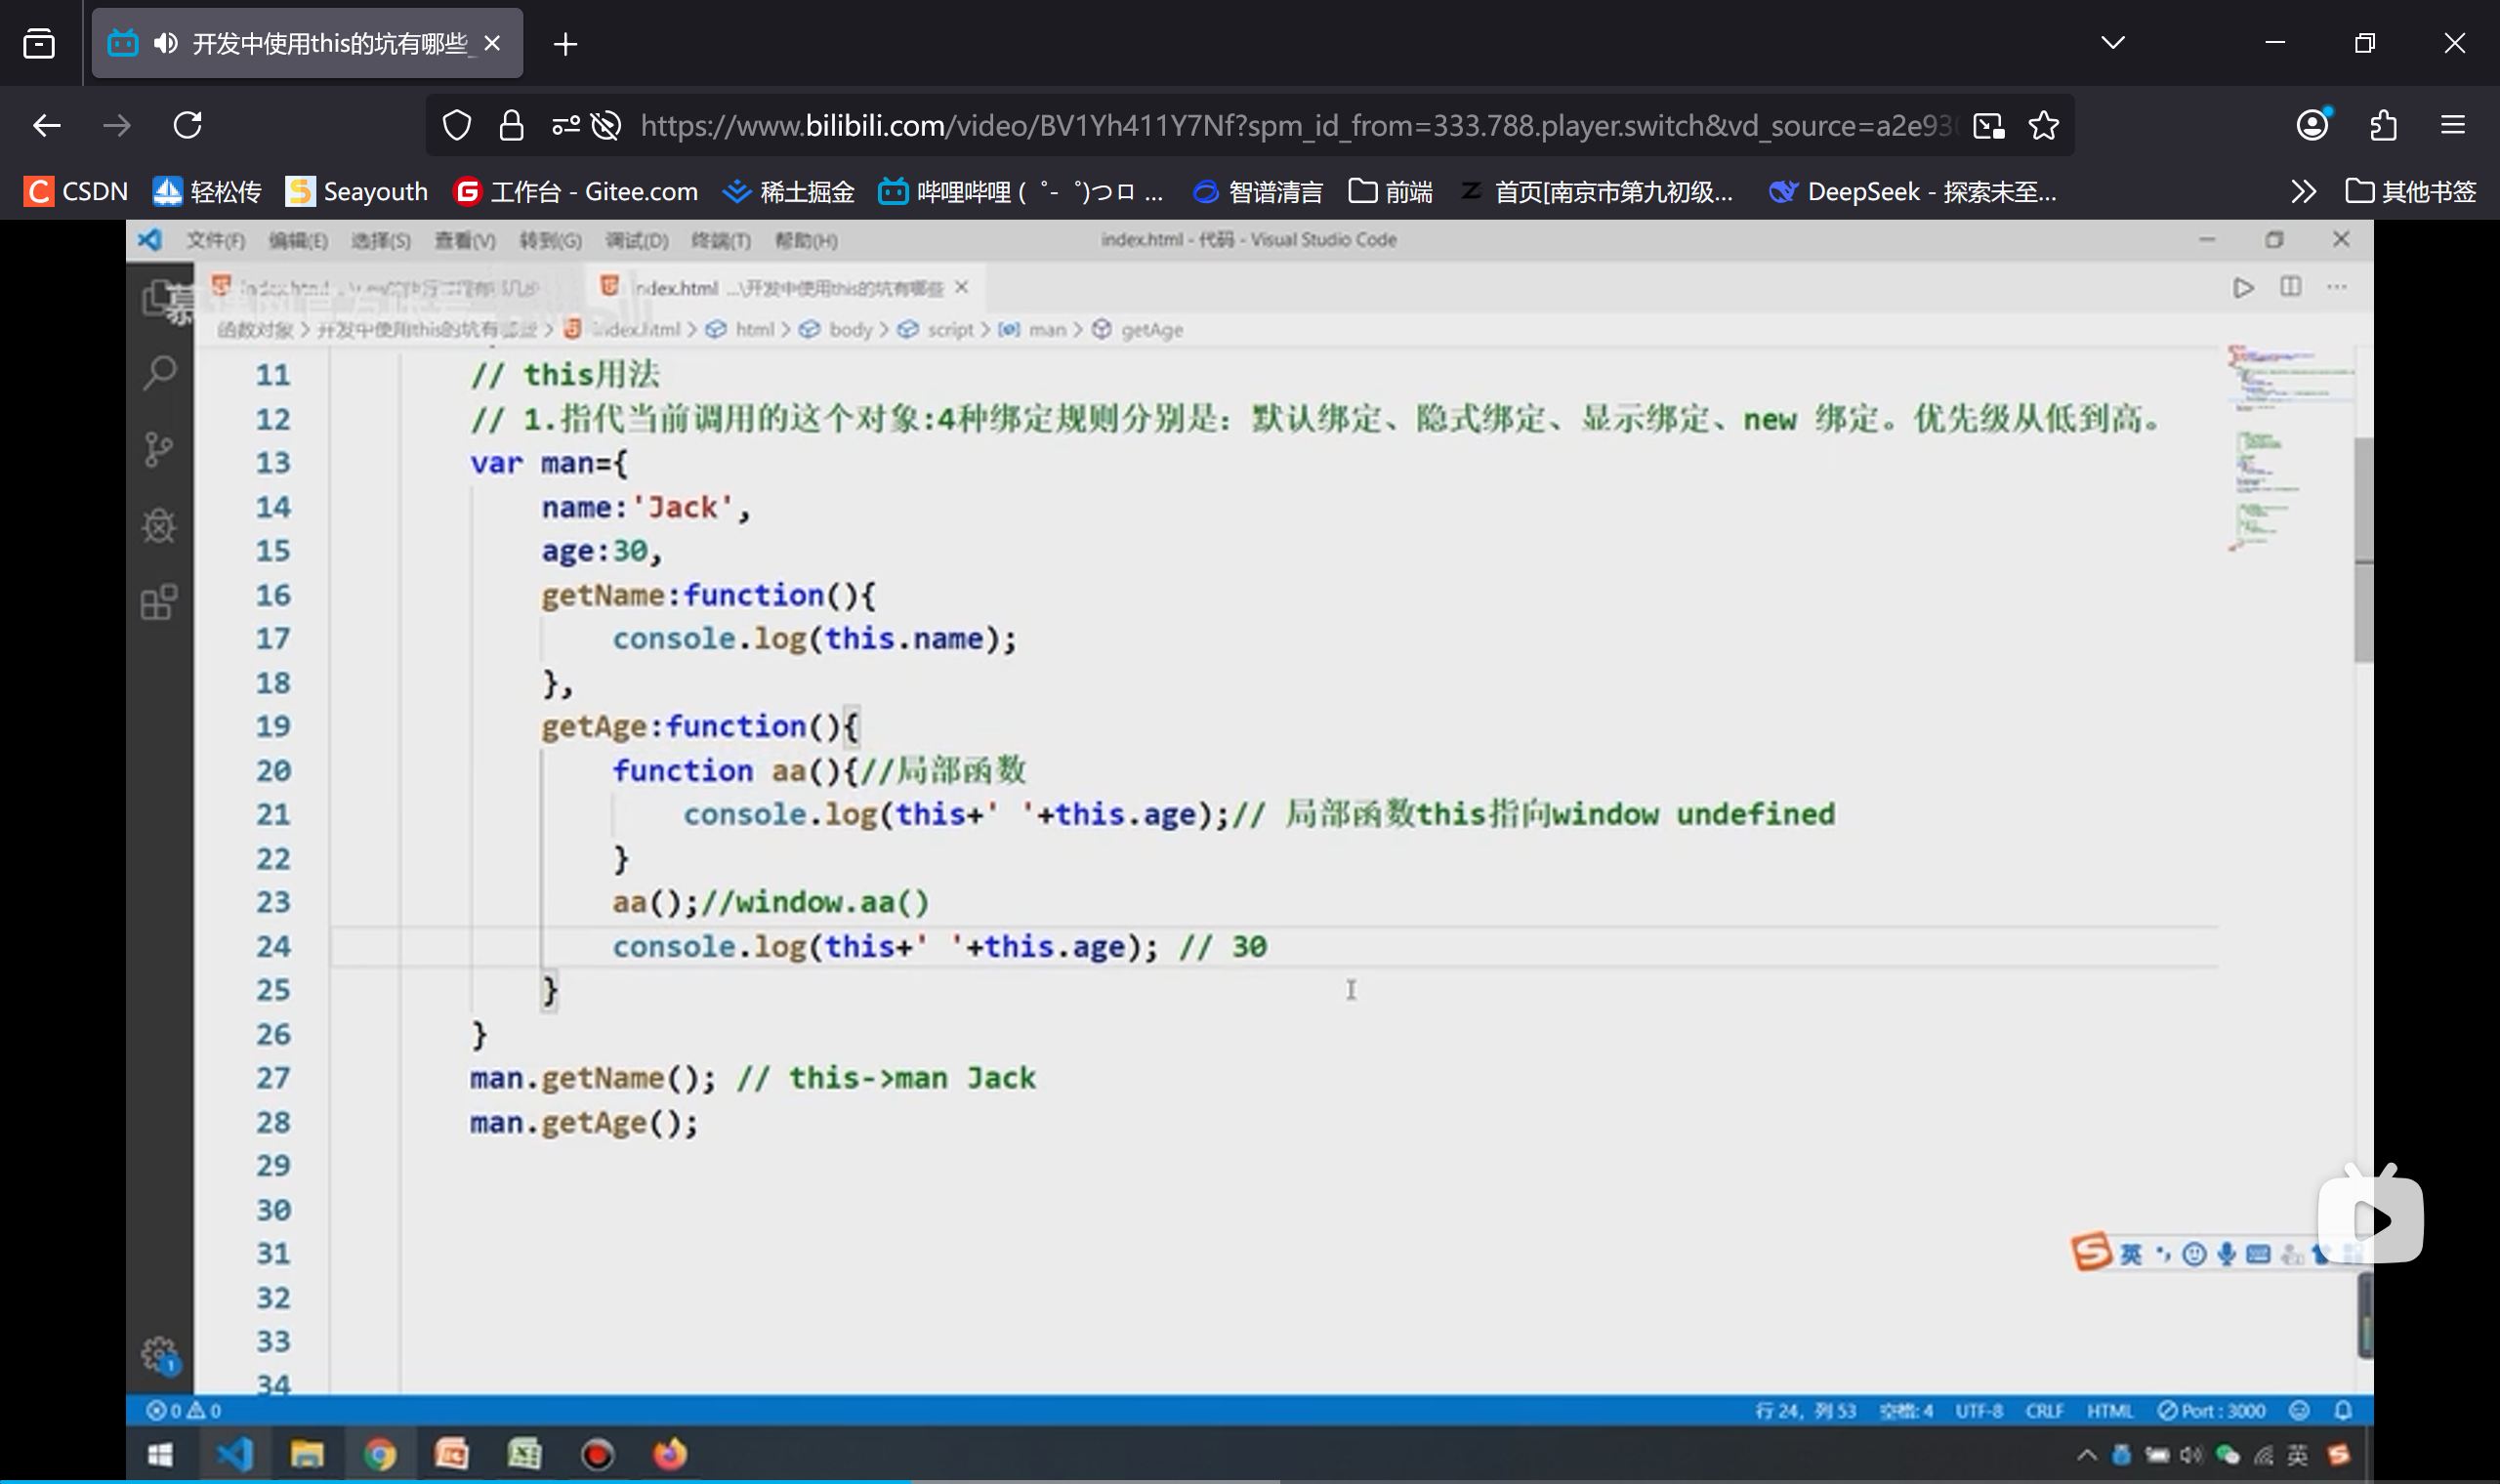 开发中使用this的坑有哪些_
https://www.bilibili.com/video/BV1Yh411Y7Nf?spm_id_from=333.788.player.switch&vd_source=a2e930
CSDN 轻松传 Seayouth 工作台 - Gitee.com 稀土掘金 哔哩哔哩 ( ゜- ゜)つロ ... 智谱清言 前端 首页[南京市第九初级... DeepSeek - 探索未至... 其他书签
文件(F) 编辑(E) 选择(S) 查看(V) 转到(G) 调试(D) 终端(T) 帮助(H) index.html - 代码 - Visual Studio Code
index.html ...\开发中使用this的坑有哪些
函数对象 > 开发中使用this的坑有哪些 > index.html > html > body > script > man > getAge
11 // this用法
12 // 1.指代当前调用的这个对象:4种绑定规则分别是：默认绑定、隐式绑定、显示绑定、new 绑定。优先级从低到高。
13 var man={
14 name:'Jack',
15 age:30,
16 getName:function(){
17 console.log(this.name);
18 },
19 getAge:function(){
20 function aa(){//局部函数
21 console.log(this+' '+this.age);// 局部函数this指向window undefined
22 }
23 aa();//window.aa()
24 console.log(this+' '+this.age); // 30
25 }
26 }
27 man.getName(); // this->man Jack
28 man.getAge();
29
30
31
32
33
34
英
1
0 0 行 24，列 53 空格: 4 UTF-8 CRLF HTML Port : 3000
英